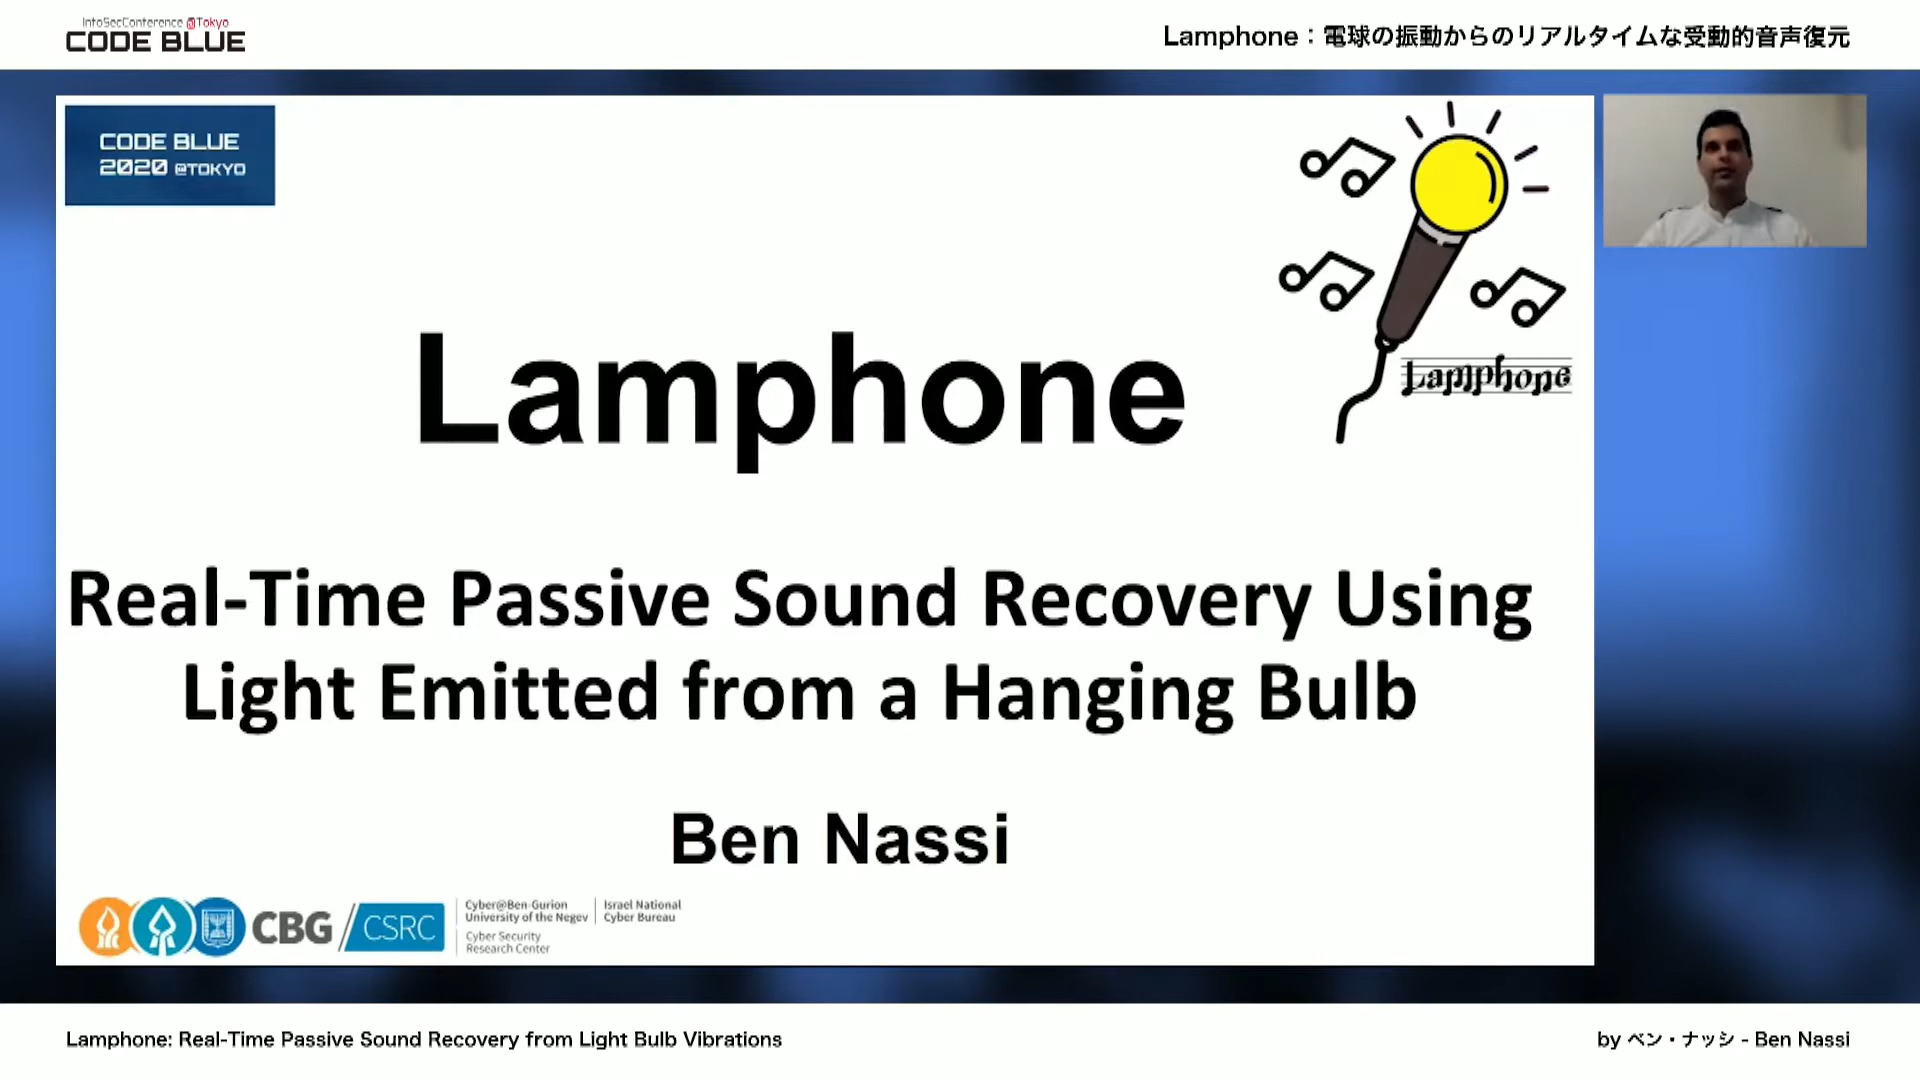 InfoSecConference @Tokyo
CODE BLUE
Lamphone：電球の振動からのリアルタイムな受動的音声復元
CODE BLUE
2020 @TOKYO
Lamphone
Lamphone
Real-Time Passive Sound Recovery Using
Light Emitted from a Hanging Bulb
Ben Nassi
CBG
CSRC
Cyber@Ben-Gurion
University of the Negev
Cyber Security
Research Center
Israel National
Cyber Bureau
Lamphone: Real-Time Passive Sound Recovery from Light Bulb Vibrations
by ベン・ナッシ - Ben Nassi